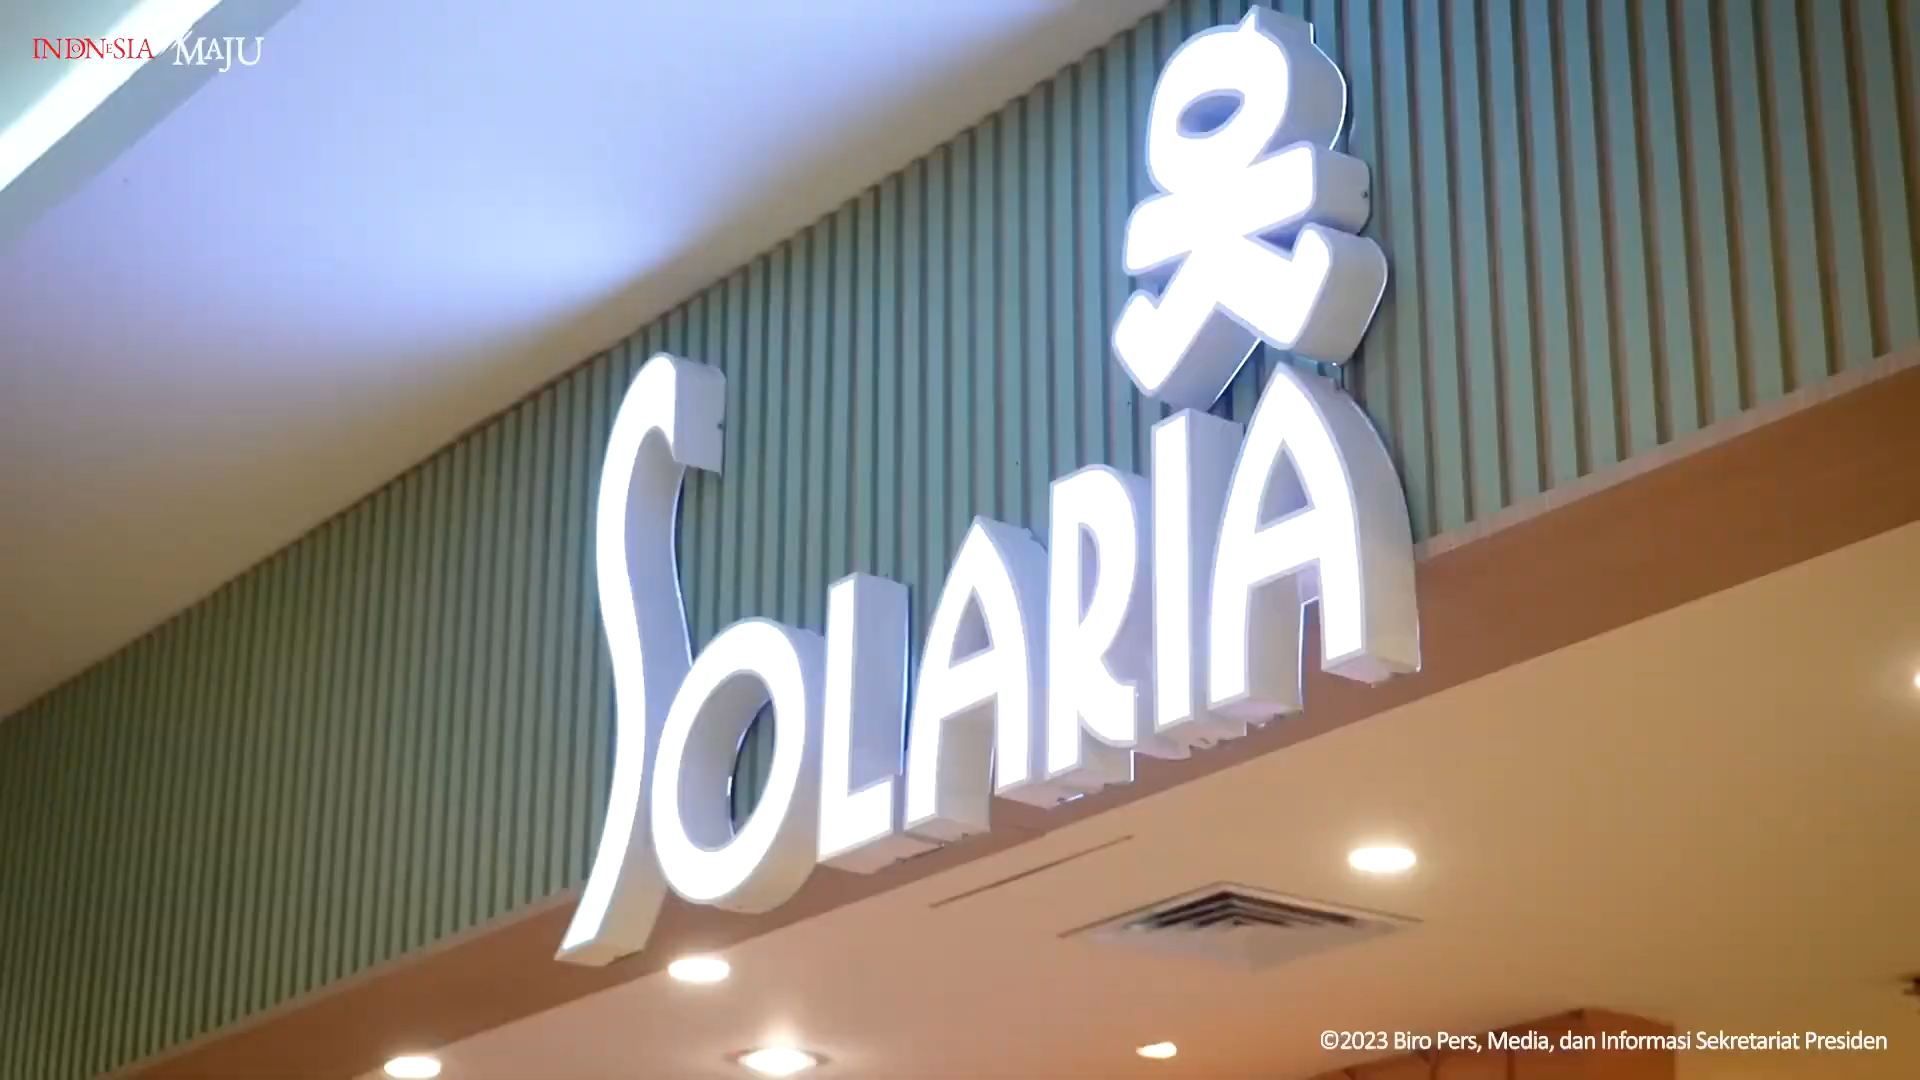 INDONESIA MAJU
SOLARIA
©2023 Biro Pers, Media, dan Informasi Sekretariat Presiden